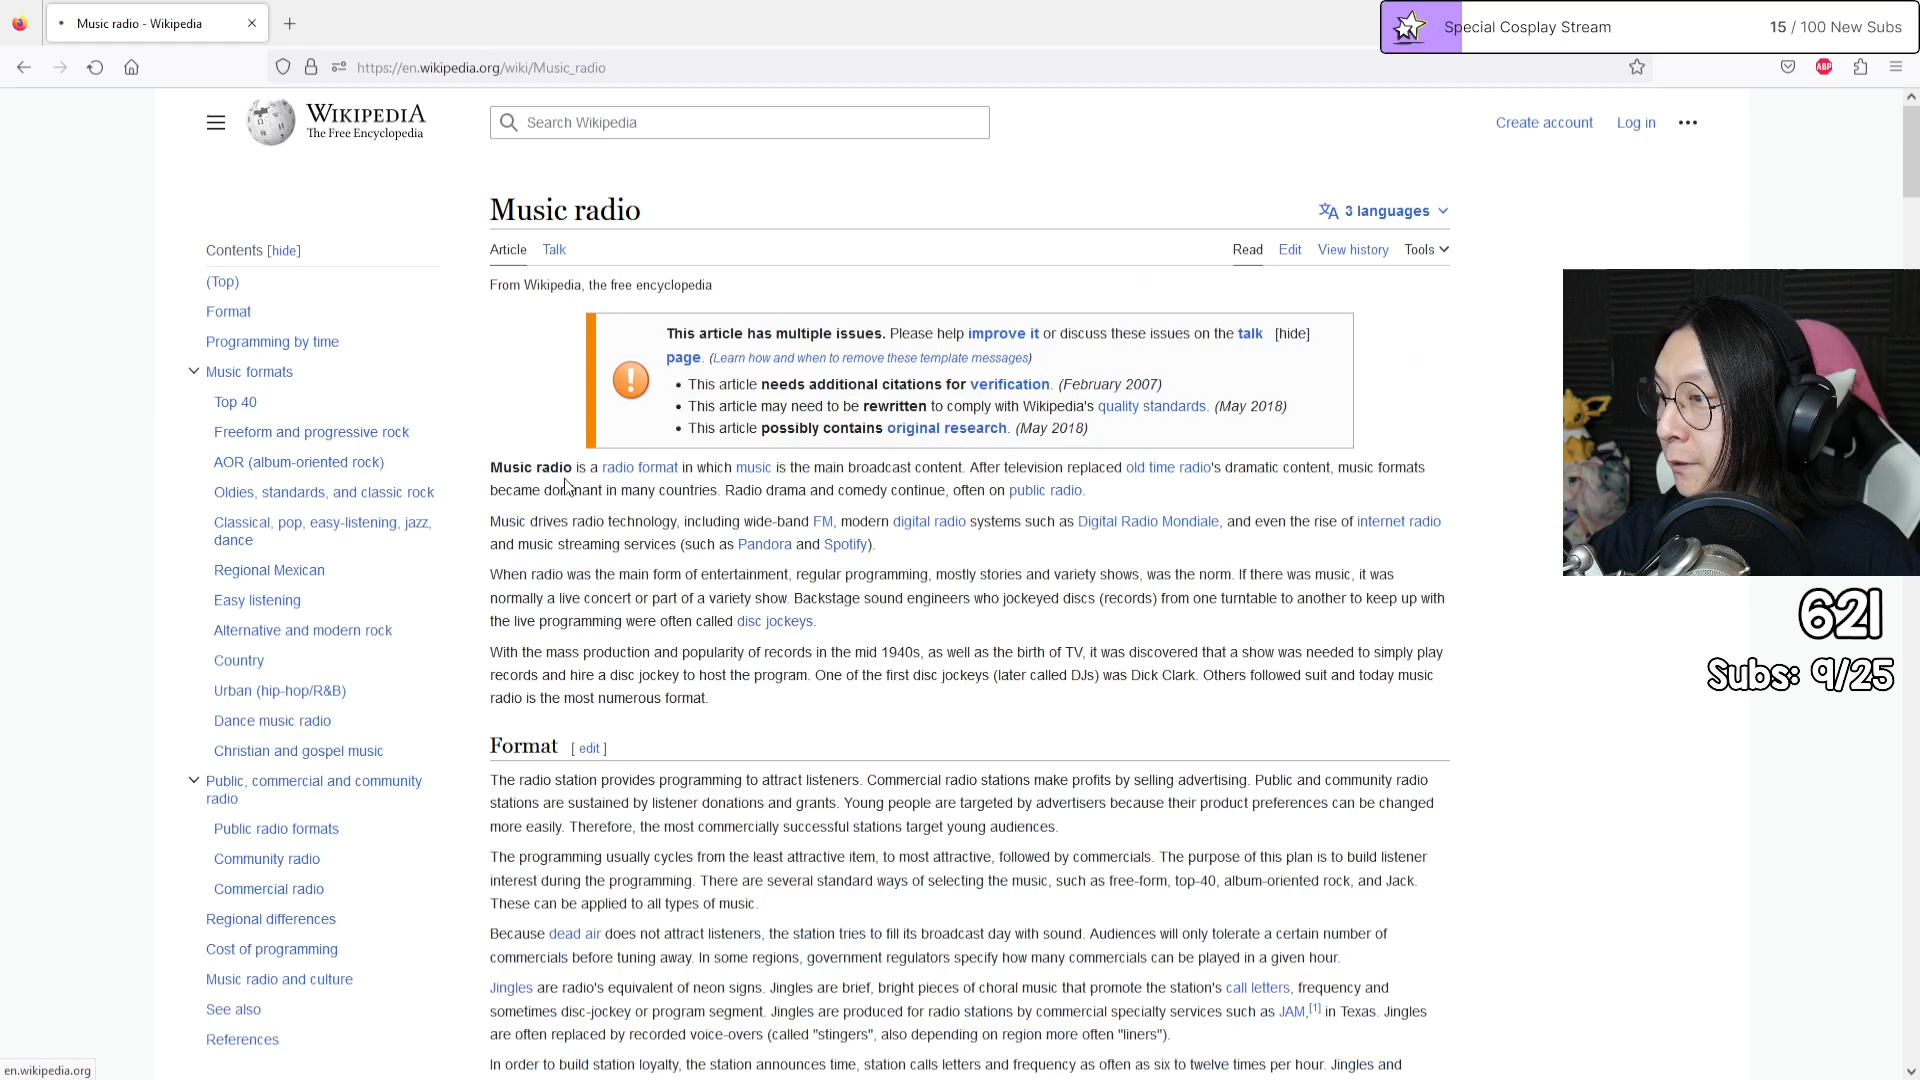 Music radio - Wikipedia
Special Cosplay Stream
15 / 100 New Subs
https://en.wikipedia.org/wiki/Music_radio
ABP
WIKIPEDIA
The Free Encyclopedia
Search Wikipedia
Create account
Log in
Music radio
3 languages
Contents [hide]
(Top)
Format
Programming by time
Music formats
Top 40
Freeform and progressive rock
AOR (album-oriented rock)
Oldies, standards, and classic rock
Classical, pop, easy-listening, jazz,
dance
Regional Mexican
Easy listening
Alternative and modern rock
Country
Urban (hip-hop/R&B)
Dance music radio
Christian and gospel music
Public, commercial and community
radio
Public radio formats
Community radio
Commercial radio
Regional differences
Cost of programming
Music radio and culture
See also
References
Article
Talk
Read
Edit
View history
Tools
From Wikipedia, the free encyclopedia
This article has multiple issues. Please help improve it or discuss these issues on the talk [hide]
page. (Learn how and when to remove these template messages)
• This article needs additional citations for verification. (February 2007)
• This article may need to be rewritten to comply with Wikipedia's quality standards. (May 2018)
• This article possibly contains original research. (May 2018)
Music radio is a radio format in which music is the main broadcast content. After television replaced old time radio's dramatic content, music formats
became dominant in many countries. Radio drama and comedy continue, often on public radio.
Music drives radio technology, including wide-band FM, modern digital radio systems such as Digital Radio Mondiale, and even the rise of internet radio
and music streaming services (such as Pandora and Spotify).
When radio was the main form of entertainment, regular programming, mostly stories and variety shows, was the norm. If there was music, it was
normally a live concert or part of a variety show. Backstage sound engineers who jockeyed discs (records) from one turntable to another to keep up with
the live programming were often called disc jockeys.
With the mass production and popularity of records in the mid 1940s, as well as the birth of TV, it was discovered that a show was needed to simply play
records and hire a disc jockey to host the program. One of the first disc jockeys (later called DJs) was Dick Clark. Others followed suit and today music
radio is the most numerous format.
Format [ edit ]
The radio station provides programming to attract listeners. Commercial radio stations make profits by selling advertising. Public and community radio
stations are sustained by listener donations and grants. Young people are targeted by advertisers because their product preferences can be changed
more easily. Therefore, the most commercially successful stations target young audiences.
The programming usually cycles from the least attractive item, to most attractive, followed by commercials. The purpose of this plan is to build listener
interest during the programming. There are several standard ways of selecting the music, such as free-form, top-40, album-oriented rock, and Jack.
These can be applied to all types of music.
Because dead air does not attract listeners, the station tries to fill its broadcast day with sound. Audiences will only tolerate a certain number of
commercials before tuning away. In some regions, government regulators specify how many commercials can be played in a given hour.
Jingles are radio's equivalent of neon signs. Jingles are brief, bright pieces of choral music that promote the station's call letters, frequency and
sometimes disc-jockey or program segment. Jingles are produced for radio stations by commercial specialty services such as JAM,[1] in Texas. Jingles
are often replaced by recorded voice-overs (called "stingers", also depending on region more often "liners").
In order to build station loyalty, the station announces time, station calls letters and frequency as often as six to twelve times per hour. Jingles and
621
Subs: 9/25
en.wikipedia.org